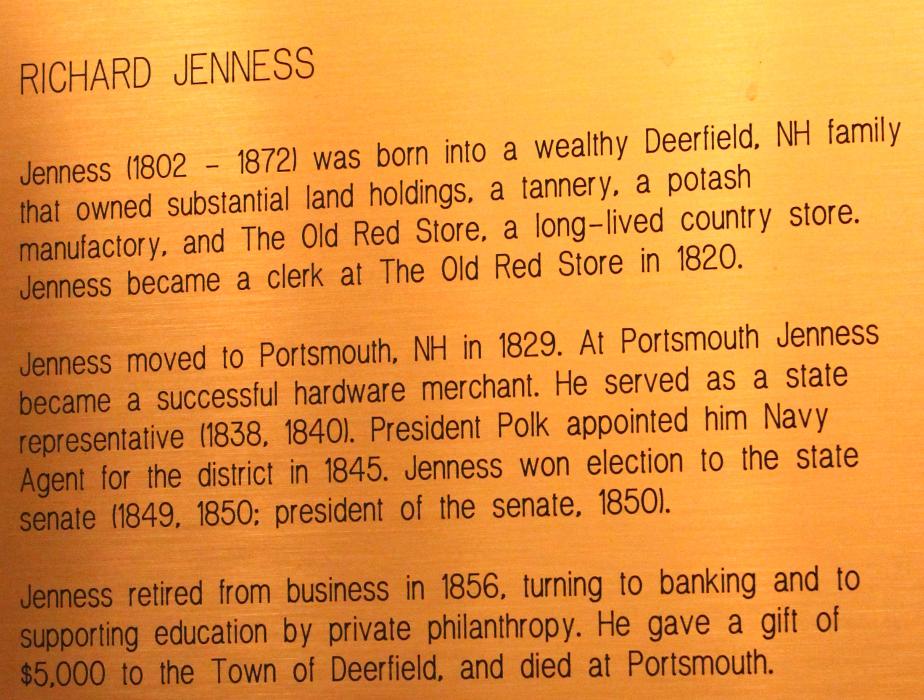 RICHARD JENNESS
Jenness (1802 – 1872) was born into a wealthy Deerfield, NH family
that owned substantial land holdings, a tannery, a potash
manufactory, and The Old Red Store, a long-lived country store.
Jenness became a clerk at The Old Red Store in 1820.
Jenness moved to Portsmouth, NH in 1829. At Portsmouth Jenness
became a successful hardware merchant. He served as a state
representative (1838, 1840). President Polk appointed him Navy
Agent for the district in 1845. Jenness won election to the state
senate (1849, 1850; president of the senate, 1850).
Jenness retired from business in 1856, turning to banking and to
supporting education by private philanthropy. He gave a gift of
$5,000 to the Town of Deerfield, and died at Portsmouth.